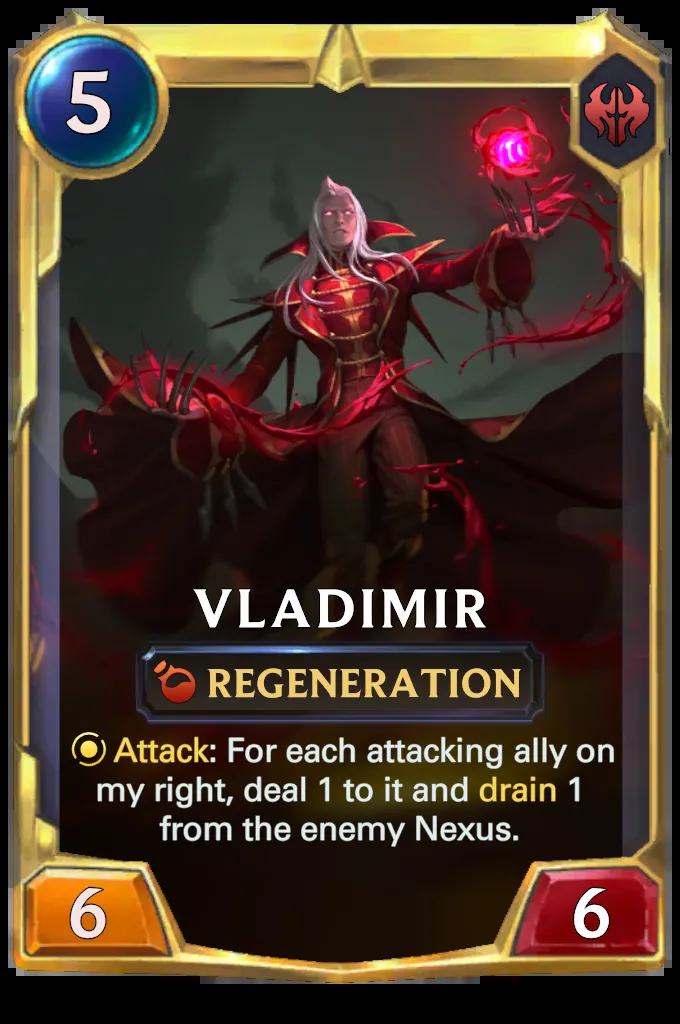 5
VLADIMIR
REGENERATION
Attack: For each attacking ally on
my right, deal 1 to it and drain 1
from the enemy Nexus.
6
6